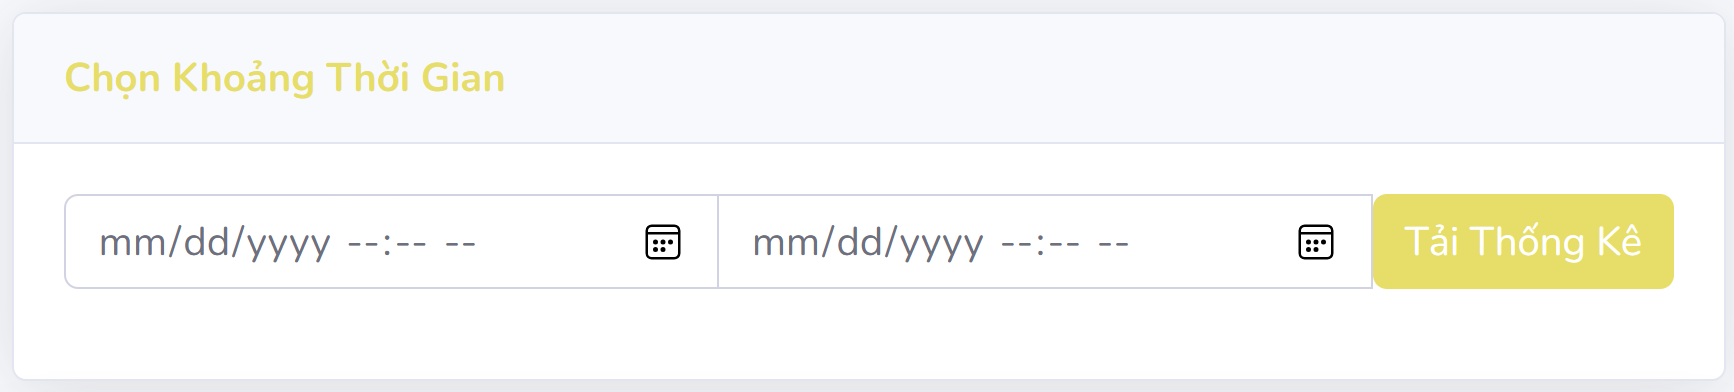 Chọn Khoảng Thời Gian
mm/dd/yyyy --:-- -- mm/dd/yyyy --:-- -- Tải Thống Kê